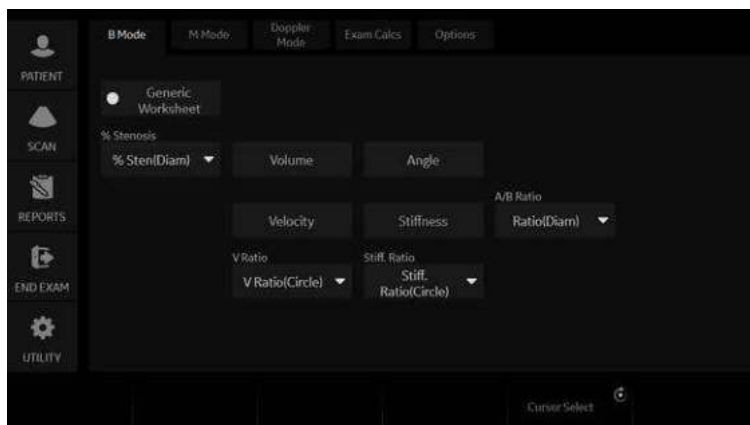 B Mode
M Mode
Doppler
Mode
Exam Calcs
Options
PATIENT
Generic
Worksheet
SCAN
% Stenosis
% Sten(Diam)
Volume
Angle
REPORTS
A/B Ratio
Velocity
Stiffness
Ratio(Diam)
V Ratio
Stiff. Ratio
V Ratio(Circle)
Stiff.
Ratio(Circle)
END EXAM
UTILITY
Cursor Select